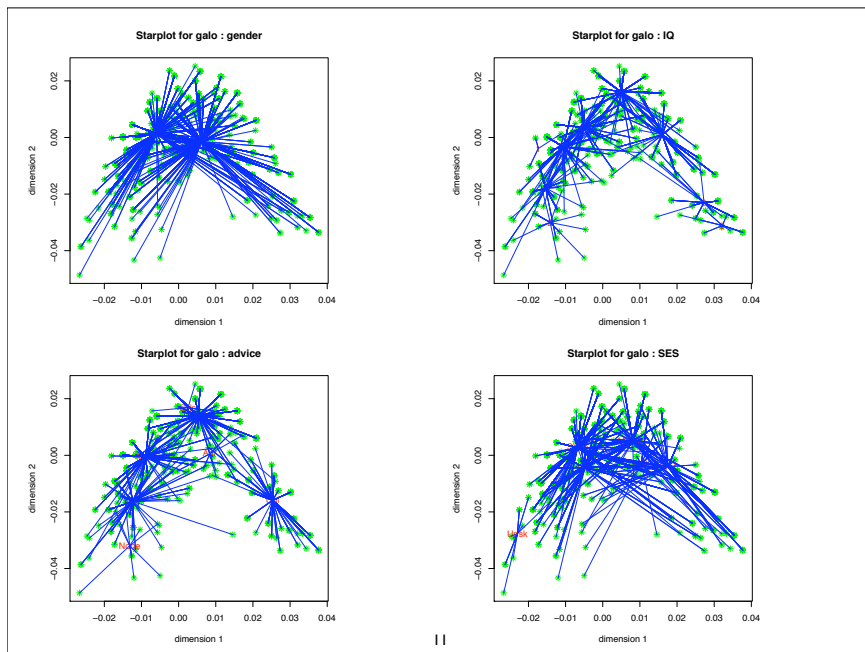 Starplot for galo : gender
dimension 2
0.02
0.00
−0.02
−0.04
−0.02 −0.01 0.00 0.01 0.02 0.03 0.04
dimension 1
Starplot for galo : IQ
dimension 2
0.02
0.00
−0.02
−0.04
−0.02 −0.01 0.00 0.01 0.02 0.03 0.04
dimension 1
Starplot for galo : advice
dimension 2
0.02
0.00
−0.02
−0.04
−0.02 −0.01 0.00 0.01 0.02 0.03 0.04
dimension 1
Starplot for galo : SES
dimension 2
0.02
0.00
−0.02
−0.04
−0.02 −0.01 0.00 0.01 0.02 0.03 0.04
dimension 1